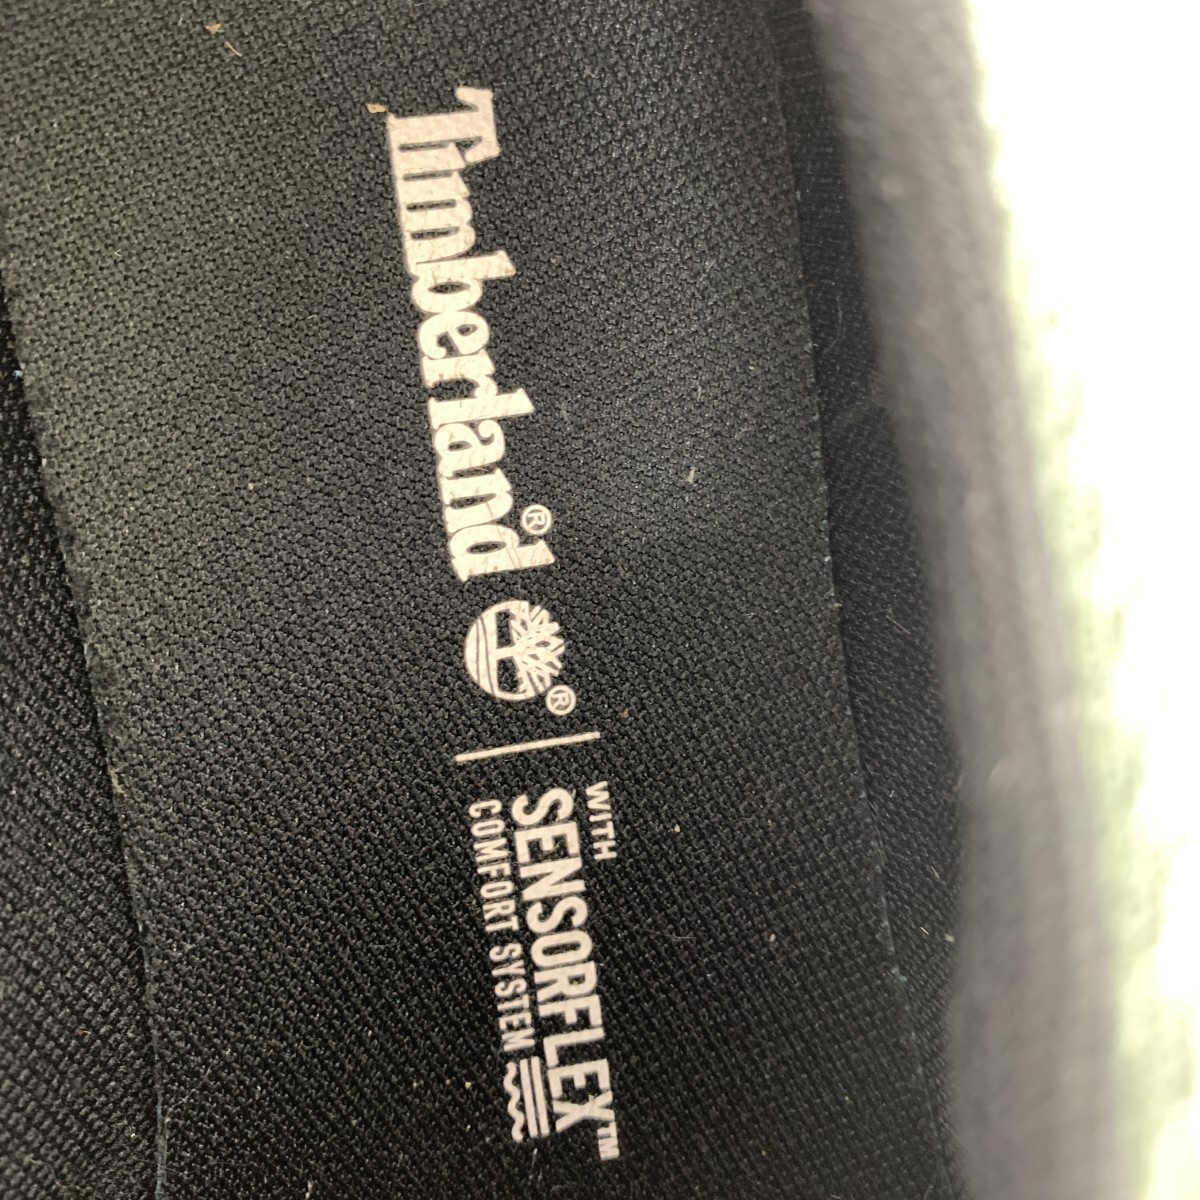 Timberland®
®
WITH
SENSORFLEX™
COMFORT SYSTEM